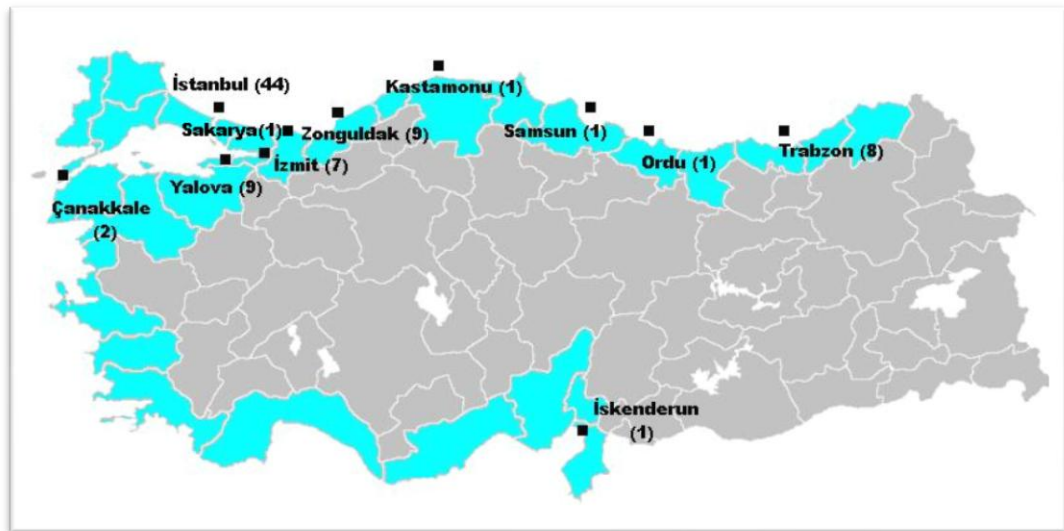 İstanbul (44)
Kastamonu (1)
Sakarya(1)
Zonguldak (9)
Samsun (1)
İzmit (7)
Ordu (1)
Trabzon (8)
Yalova (9)
Çanakkale
(2)
İskenderun
(1)